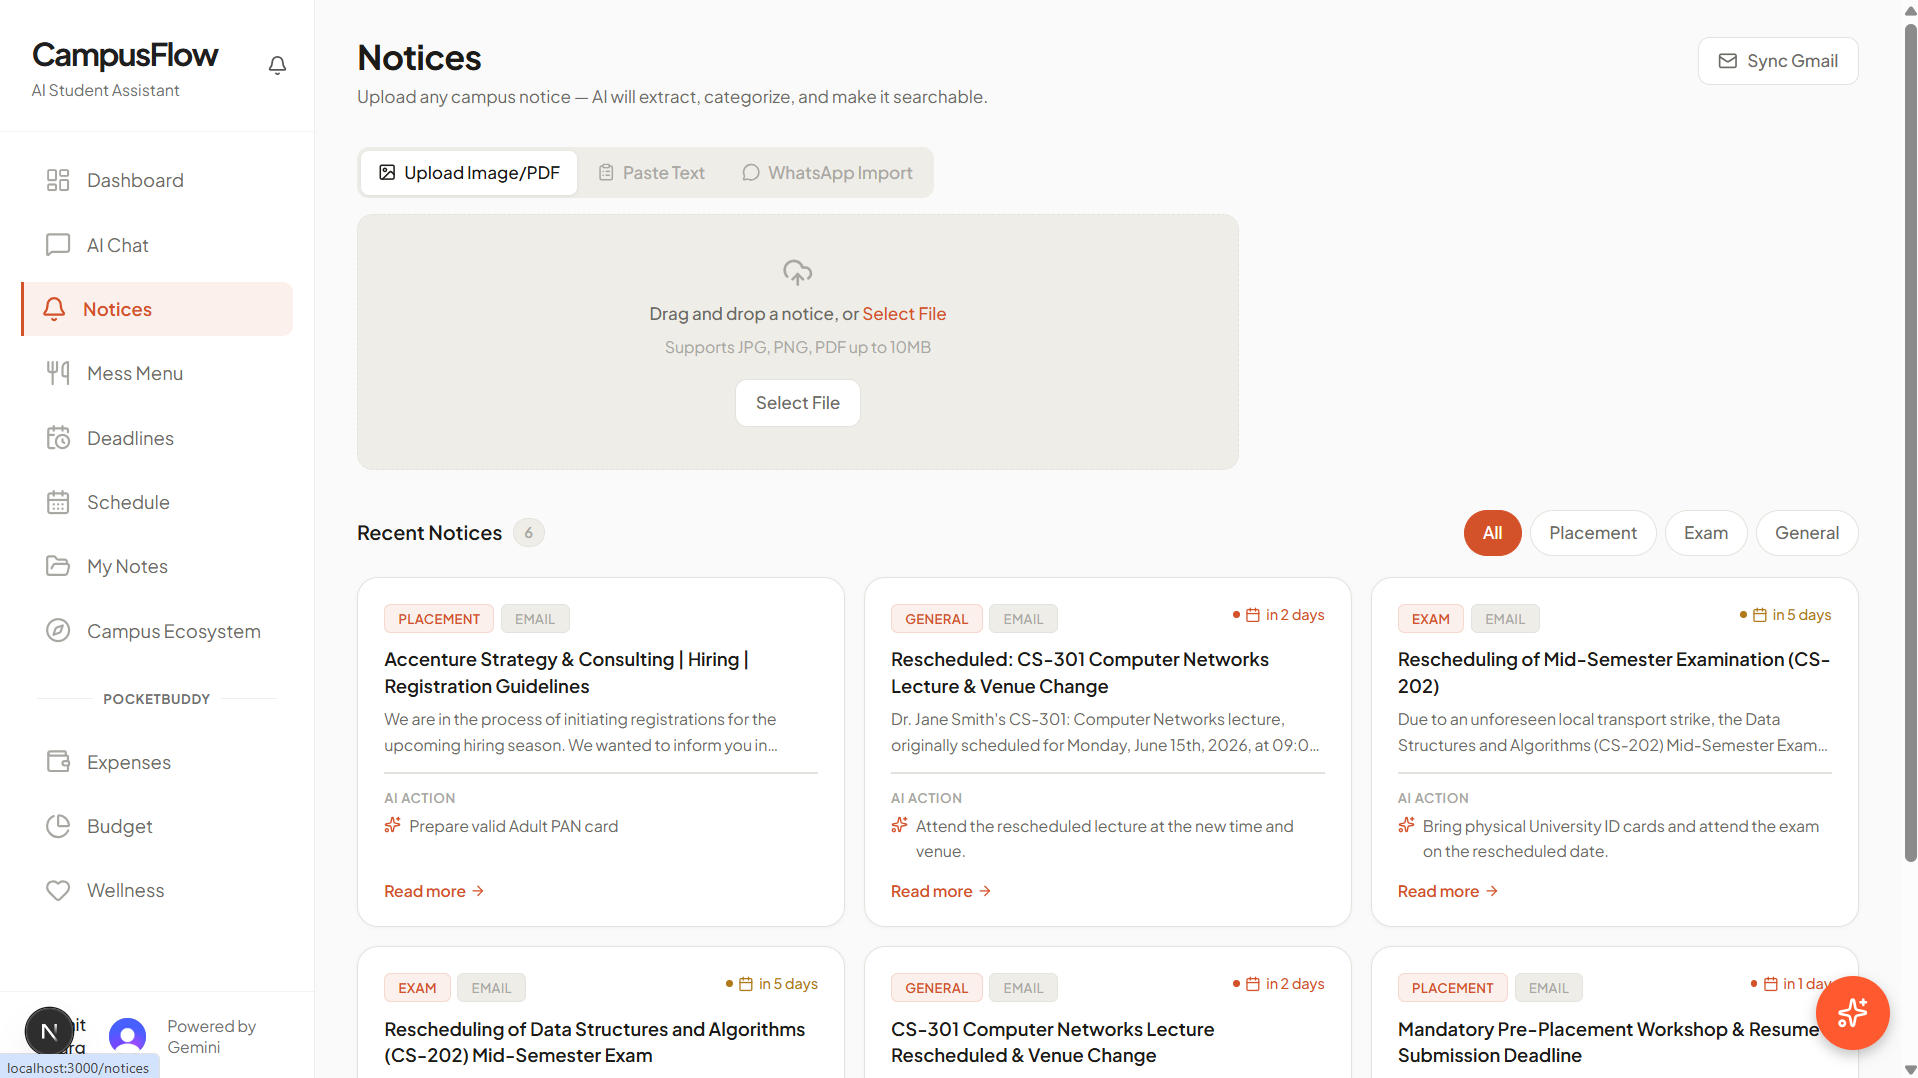 CampusFlow
AI Student Assistant
Dashboard
AI Chat
Notices
Mess Menu
Deadlines
Schedule
My Notes
Campus Ecosystem
POCKETBUDDY
Expenses
Budget
Wellness
N
Powered by
Gemini
localhost:3000/notices
Notices
Upload any campus notice — AI will extract, categorize, and make it searchable.
Sync Gmail
Upload Image/PDF
Paste Text
WhatsApp Import
Drag and drop a notice, or Select File
Supports JPG, PNG, PDF up to 10MB
Select File
Recent Notices 6
All
Placement
Exam
General
PLACEMENT EMAIL
Accenture Strategy & Consulting | Hiring |
Registration Guidelines
We are in the process of initiating registrations for the
upcoming hiring season. We wanted to inform you in...
AI ACTION
Prepare valid Adult PAN card
Read more →
GENERAL EMAIL in 2 days
Rescheduled: CS-301 Computer Networks
Lecture & Venue Change
Dr. Jane Smith's CS-301: Computer Networks lecture,
originally scheduled for Monday, June 15th, 2026, at 09:0...
AI ACTION
Attend the rescheduled lecture at the new time and
venue.
Read more →
EXAM EMAIL in 5 days
Rescheduling of Mid-Semester Examination (CS-
202)
Due to an unforeseen local transport strike, the Data
Structures and Algorithms (CS-202) Mid-Semester Exam...
AI ACTION
Bring physical University ID cards and attend the exam
on the rescheduled date.
Read more →
EXAM EMAIL in 5 days
Rescheduling of Data Structures and Algorithms
(CS-202) Mid-Semester Exam
GENERAL EMAIL in 2 days
CS-301 Computer Networks Lecture
Rescheduled & Venue Change
PLACEMENT EMAIL in 1 day
Mandatory Pre-Placement Workshop & Resume
Submission Deadline